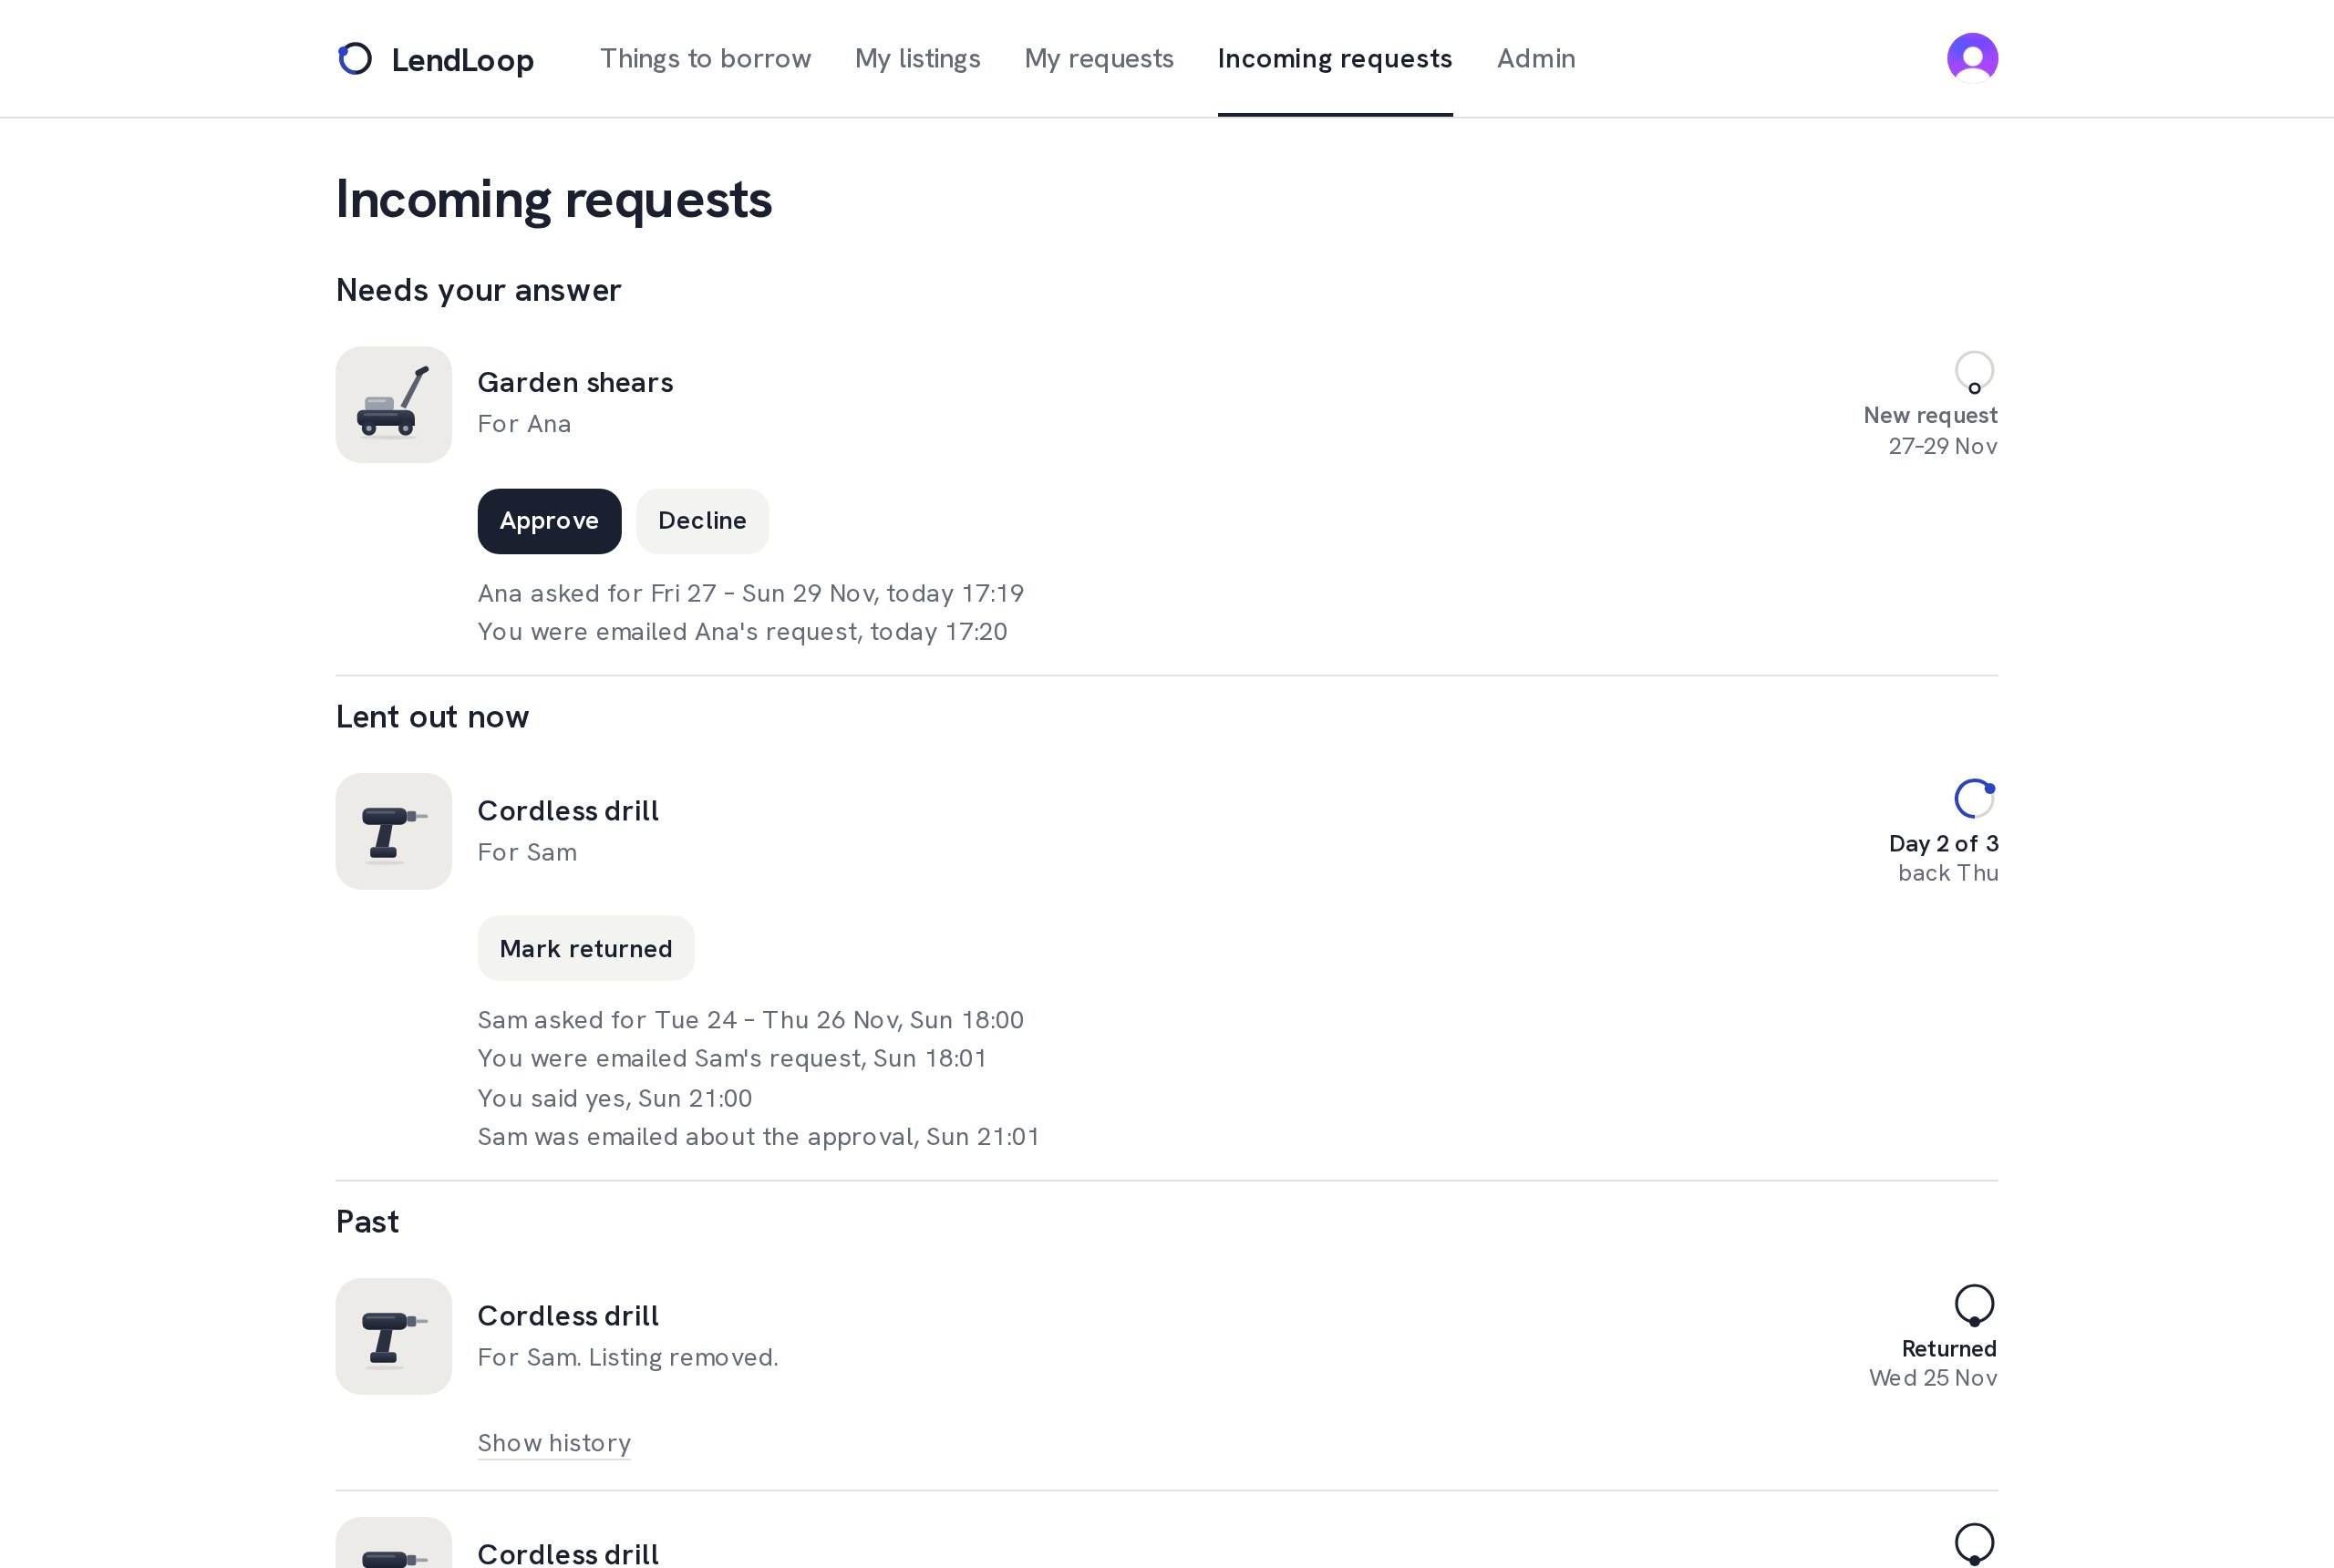 LendLoop
Things to borrow
My listings
My requests
Incoming requests
Admin
Incoming requests
Needs your answer
Garden shears
For Ana
New request
27–29 Nov
Approve
Decline
Ana asked for Fri 27 – Sun 29 Nov, today 17:19
You were emailed Ana's request, today 17:20
Lent out now
Cordless drill
For Sam
Day 2 of 3
back Thu
Mark returned
Sam asked for Tue 24 – Thu 26 Nov, Sun 18:00
You were emailed Sam's request, Sun 18:01
You said yes, Sun 21:00
Sam was emailed about the approval, Sun 21:01
Past
Cordless drill
For Sam. Listing removed.
Returned
Wed 25 Nov
Show history
Cordless drill